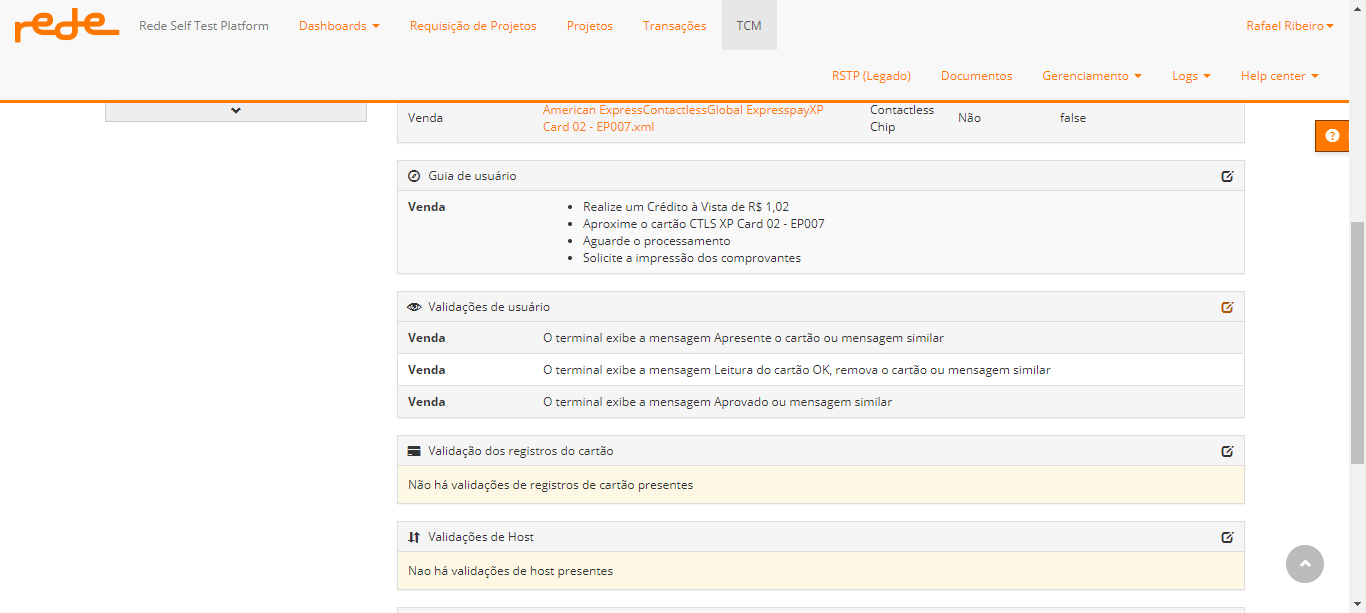 rede Rede Self Test Platform Dashboards Requisição de Projetos Projetos Transações TCM Rafael Ribeiro
RSTP (Legado) Documentos Gerenciamento Logs Help center
Venda American ExpressContactlessGlobal ExpresspayXP Card 02 - EP007.xml Contactless Chip Não false
Guia de usuário
Venda
Realize um Crédito à Vista de R$ 1,02
Aproxime o cartão CTLS XP Card 02 - EP007
Aguarde o processamento
Solicite a impressão dos comprovantes
Validações de usuário
Venda O terminal exibe a mensagem Apresente o cartão ou mensagem similar
Venda O terminal exibe a mensagem Leitura do cartão OK, remova o cartão ou mensagem similar
Venda O terminal exibe a mensagem Aprovado ou mensagem similar
Validação dos registros do cartão
Não há validações de registros de cartão presentes
Validações de Host
Nao há validações de host presentes